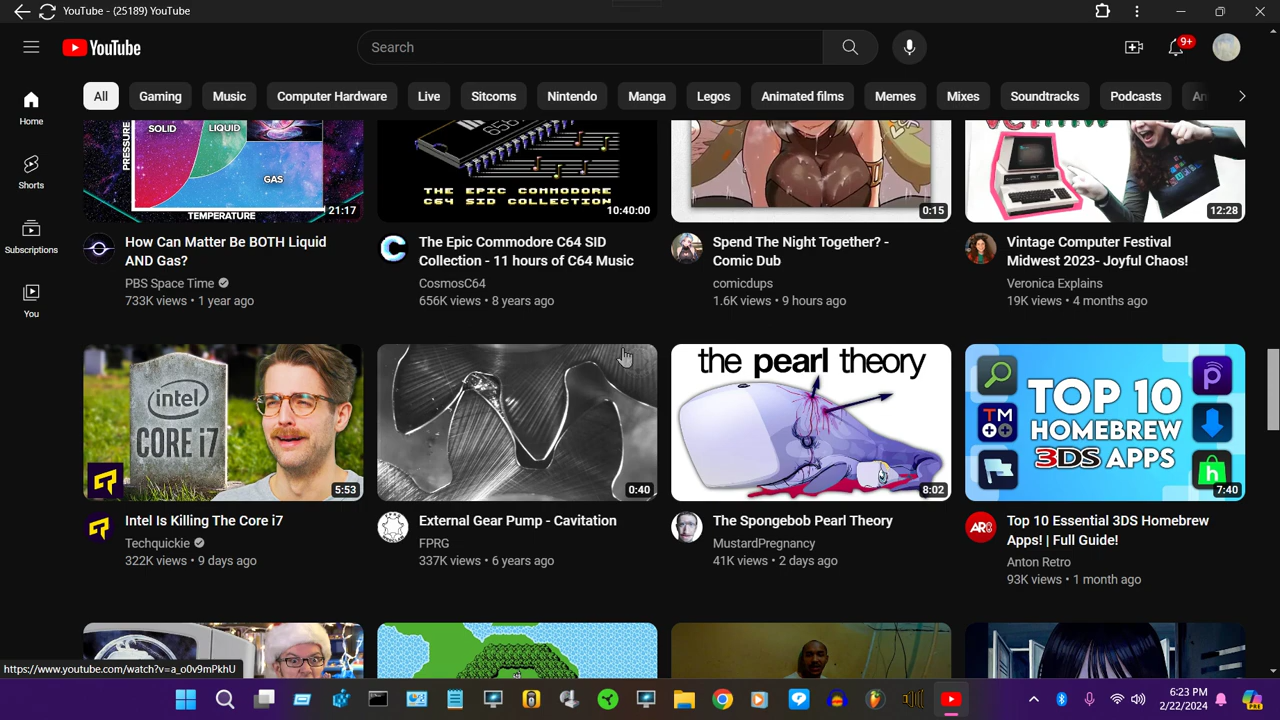 YouTube - (25189) YouTube
YouTube
Search
9+
All
Gaming
Music
Computer Hardware
Live
Sitcoms
Nintendo
Manga
Legos
Animated films
Memes
Mixes
Soundtracks
Podcasts
Home
Shorts
Subscriptions
You
PRESSURE
SOLID
LIQUID
GAS
TEMPERATURE
21:17
THE EPIC COMMODORE
C64 SID COLLECTION
10:40:00
0:15
12:28
How Can Matter Be BOTH Liquid
AND Gas?
PBS Space Time
733K views • 1 year ago
The Epic Commodore C64 SID
Collection - 11 hours of C64 Music
CosmosC64
656K views • 8 years ago
Spend The Night Together? -
Comic Dub
comicdups
1.6K views • 9 hours ago
Vintage Computer Festival
Midwest 2023- Joyful Chaos!
Veronica Explains
19K views • 4 months ago
intel
CORE i7
5:53
0:40
the pearl theory
8:02
TOP 10
HOMEBREW
3DS APPS
TM
h
7:40
Intel Is Killing The Core i7
Techquickie
322K views • 9 days ago
External Gear Pump - Cavitation
FPRG
337K views • 6 years ago
The Spongebob Pearl Theory
MustardPregnancy
41K views • 2 days ago
Top 10 Essential 3DS Homebrew
Apps! | Full Guide!
Anton Retro
93K views • 1 month ago
https://www.youtube.com/watch?v=a_o0v9mPkhU
6:23 PM
2/22/2024